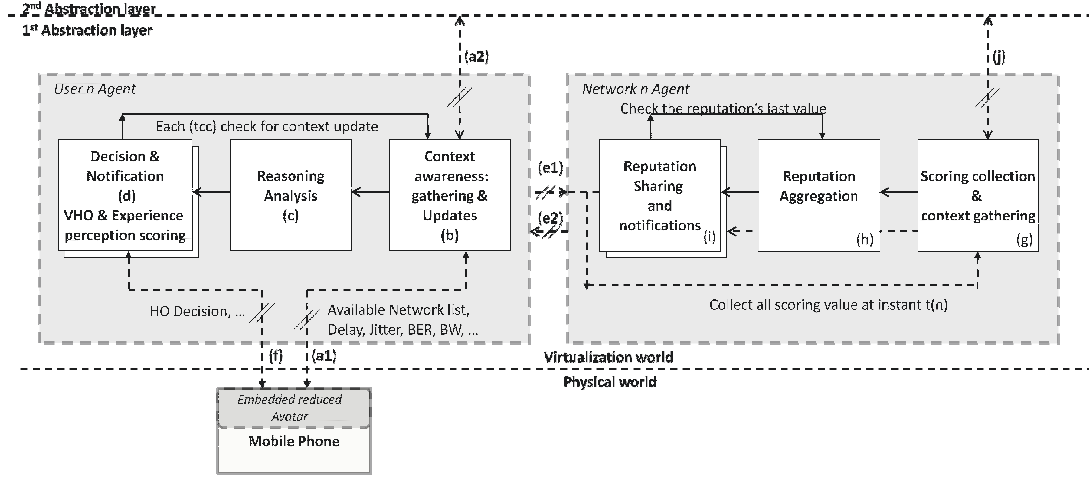 2nd Abstraction layer
1st Abstraction layer
(a2)
(j)
User n Agent
Network n Agent
Check the reputation's last value
Each (tcc) check for context update
Decision &
Notification
(d)
VHO & Experience
perception scoring
Reasoning
Analysis
(c)
Context
awareness:
gathering &
Updates
(b)
(e1)
(e2)
Reputation
Sharing
and
notifications
(i)
Reputation
Aggregation
(h)
Scoring collection
&
context gathering
(g)
HO Decision, ...
Available Network list,
Delay, Jitter, BER, BW, ...
Collect all scoring value at instant t(n)
(f)
(a1)
Virtualization world
Physical world
Embedded reduced
Avatar
Mobile Phone